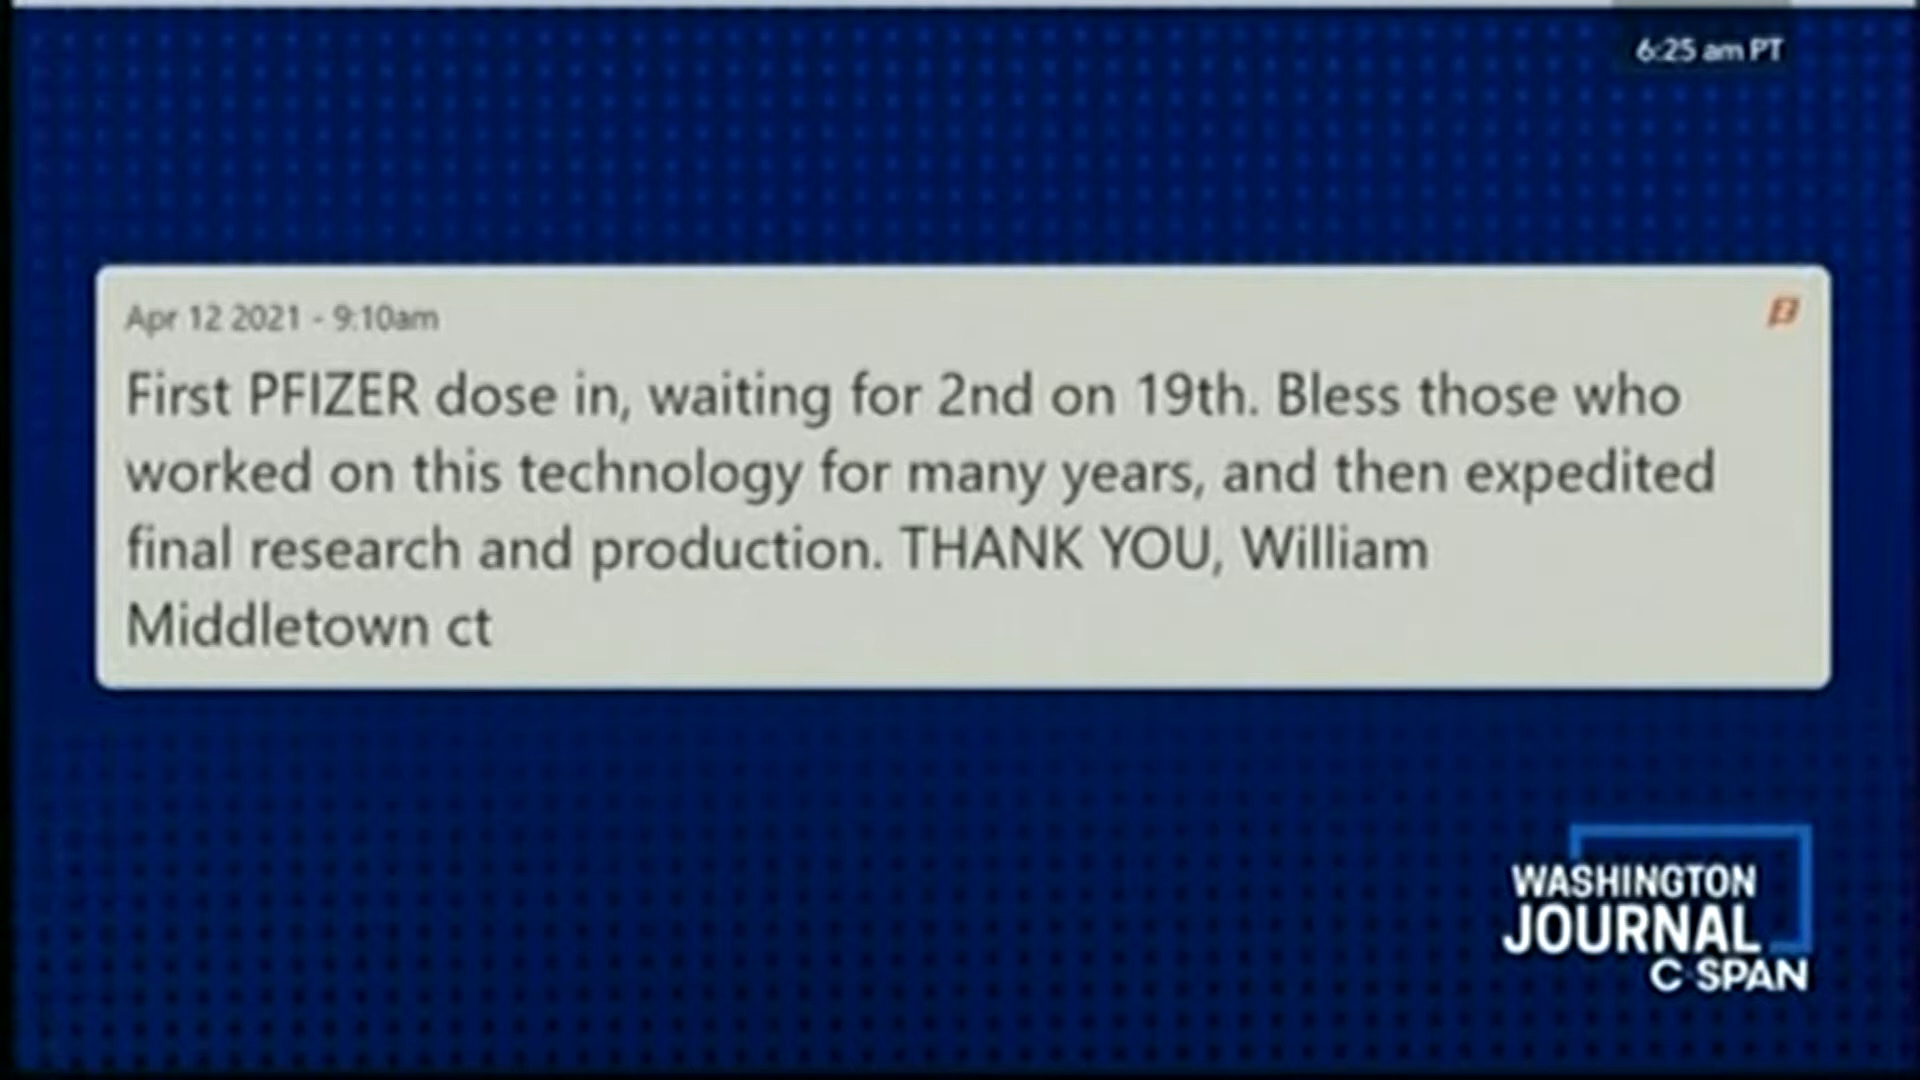 6:25 am PT
Apr 12 2021 - 9:10am
First PFIZER dose in, waiting for 2nd on 19th. Bless those who
worked on this technology for many years, and then expedited
final research and production. THANK YOU, William
Middletown ct
WASHINGTON
JOURNAL
C-SPAN